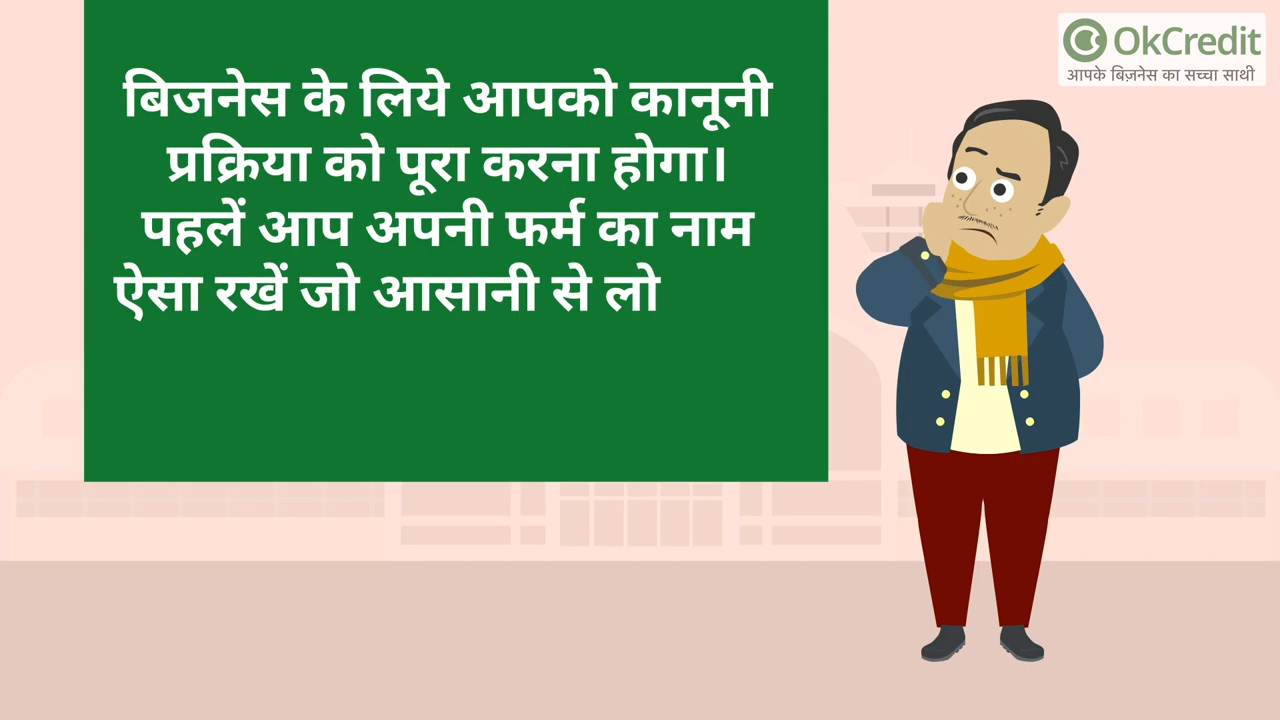 बिजनेस के लिये आपको कानूनी
प्रक्रिया को पूरा करना होगा।
पहलें आप अपनी फर्म का नाम
ऐसा रखें जो आसानी से लो
OkCredit
आपके बिज़नेस का सच्चा साथी